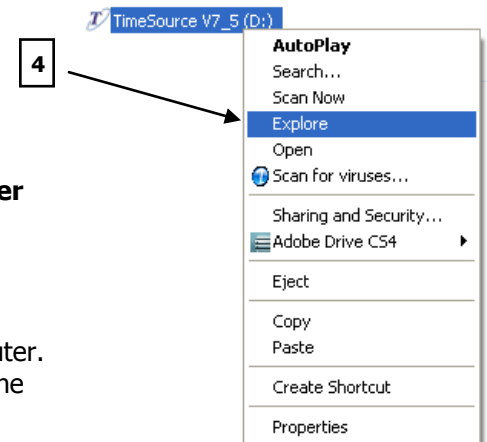 TimeSource V7_5 (D:)
4
AutoPlay
Search...
Scan Now
Explore
Open
Scan for viruses...
Sharing and Security...
Adobe Drive CS4
Eject
Copy
Paste
Create Shortcut
Properties
er
ter.
ne